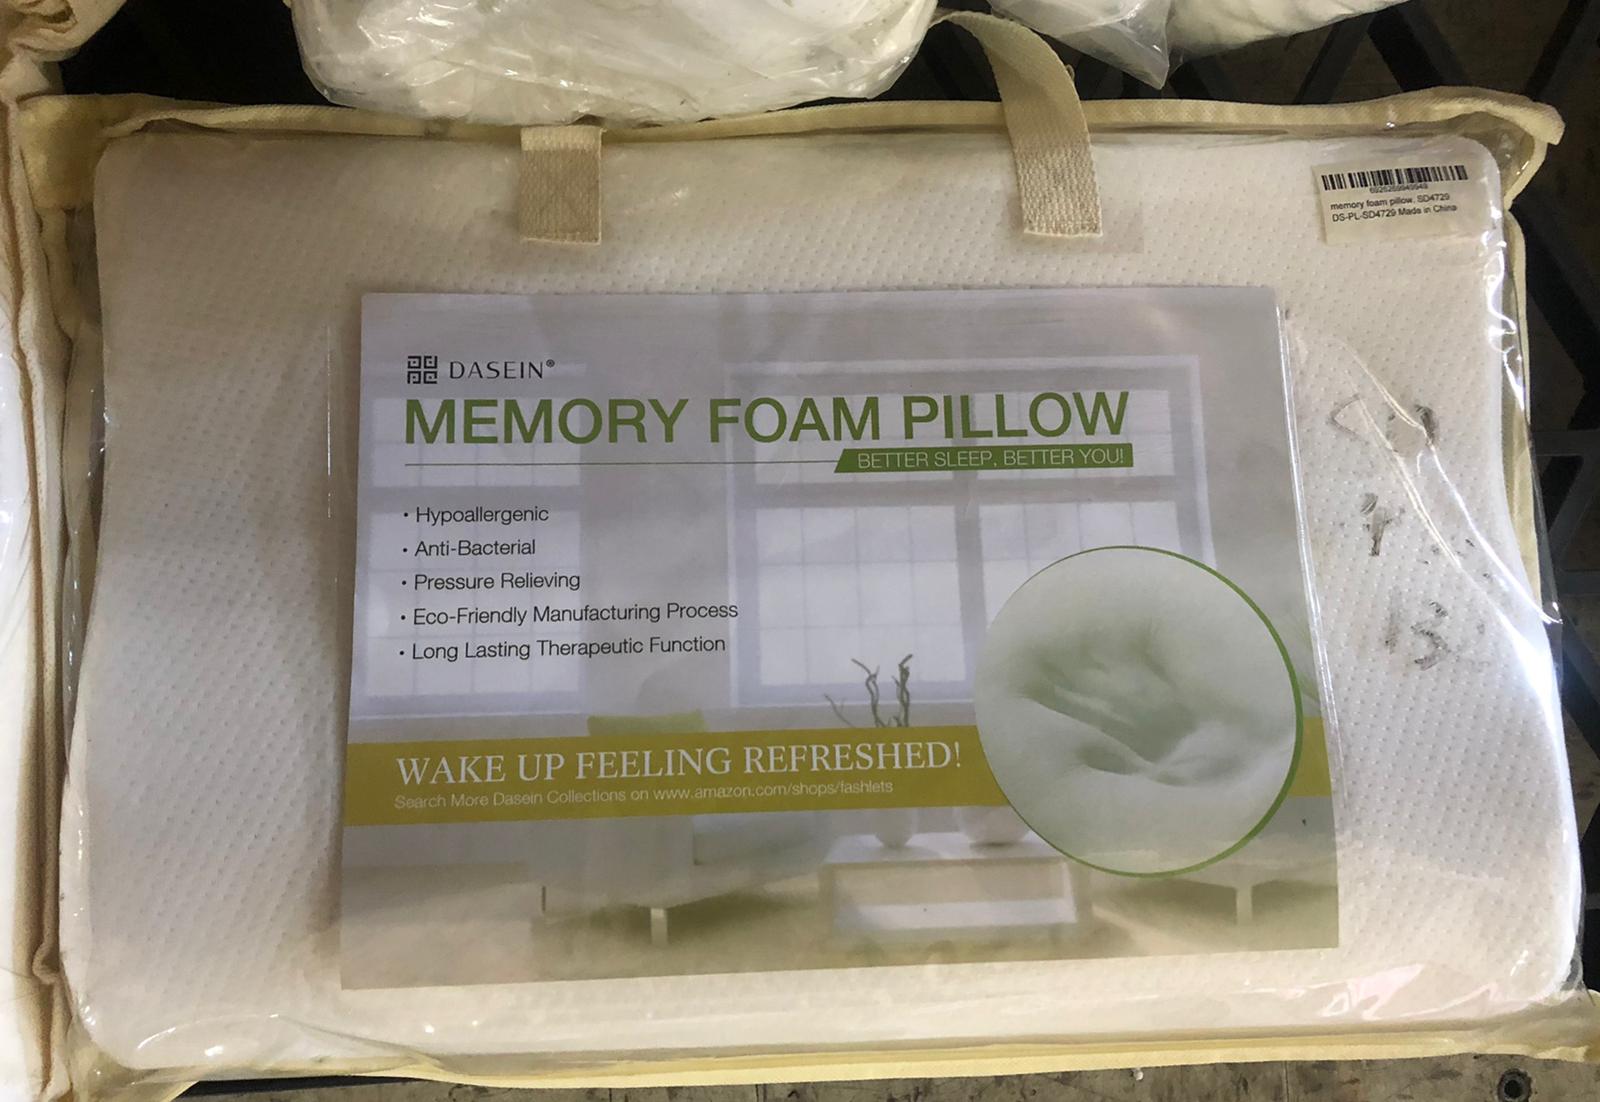 6926269949949
memory foam pillow, SD4729
DS-PL-SD4729 Made in China
DASEIN®
MEMORY FOAM PILLOW
BETTER SLEEP, BETTER YOU!
• Hypoallergenic
• Anti-Bacterial
• Pressure Relieving
• Eco-Friendly Manufacturing Process
• Long Lasting Therapeutic Function
WAKE UP FEELING REFRESHED!
Search More Dasein Collections on www.amazon.com/shops/fashlets